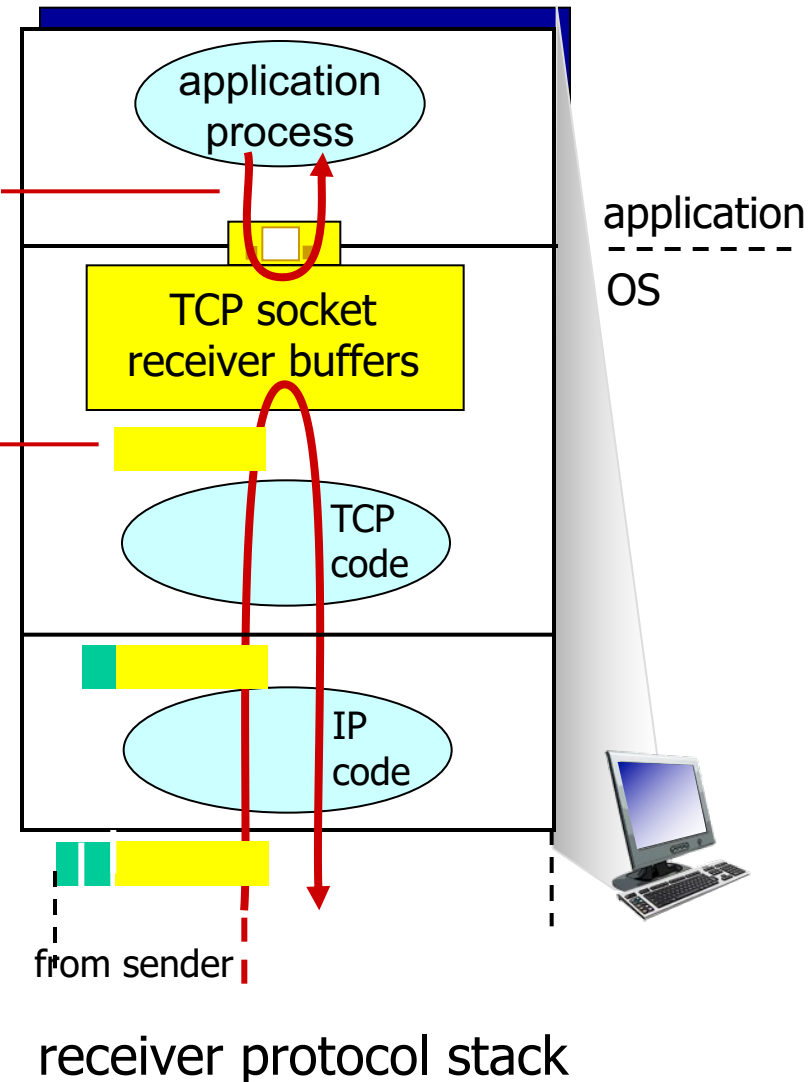 application
process
application
OS
TCP socket
receiver buffers
TCP
code
IP
code
from sender
receiver protocol stack